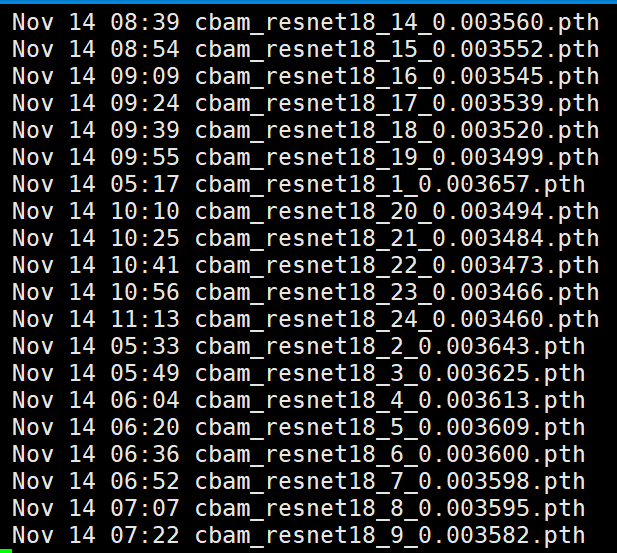 Nov 14 08:39 cbam_resnet18_14_0.003560.pth
Nov 14 08:54 cbam_resnet18_15_0.003552.pth
Nov 14 09:09 cbam_resnet18_16_0.003545.pth
Nov 14 09:24 cbam_resnet18_17_0.003539.pth
Nov 14 09:39 cbam_resnet18_18_0.003520.pth
Nov 14 09:55 cbam_resnet18_19_0.003499.pth
Nov 14 05:17 cbam_resnet18_1_0.003657.pth
Nov 14 10:10 cbam_resnet18_20_0.003494.pth
Nov 14 10:25 cbam_resnet18_21_0.003484.pth
Nov 14 10:41 cbam_resnet18_22_0.003473.pth
Nov 14 10:56 cbam_resnet18_23_0.003466.pth
Nov 14 11:13 cbam_resnet18_24_0.003460.pth
Nov 14 05:33 cbam_resnet18_2_0.003643.pth
Nov 14 05:49 cbam_resnet18_3_0.003625.pth
Nov 14 06:04 cbam_resnet18_4_0.003613.pth
Nov 14 06:20 cbam_resnet18_5_0.003609.pth
Nov 14 06:36 cbam_resnet18_6_0.003600.pth
Nov 14 06:52 cbam_resnet18_7_0.003598.pth
Nov 14 07:07 cbam_resnet18_8_0.003595.pth
Nov 14 07:22 cbam_resnet18_9_0.003582.pth